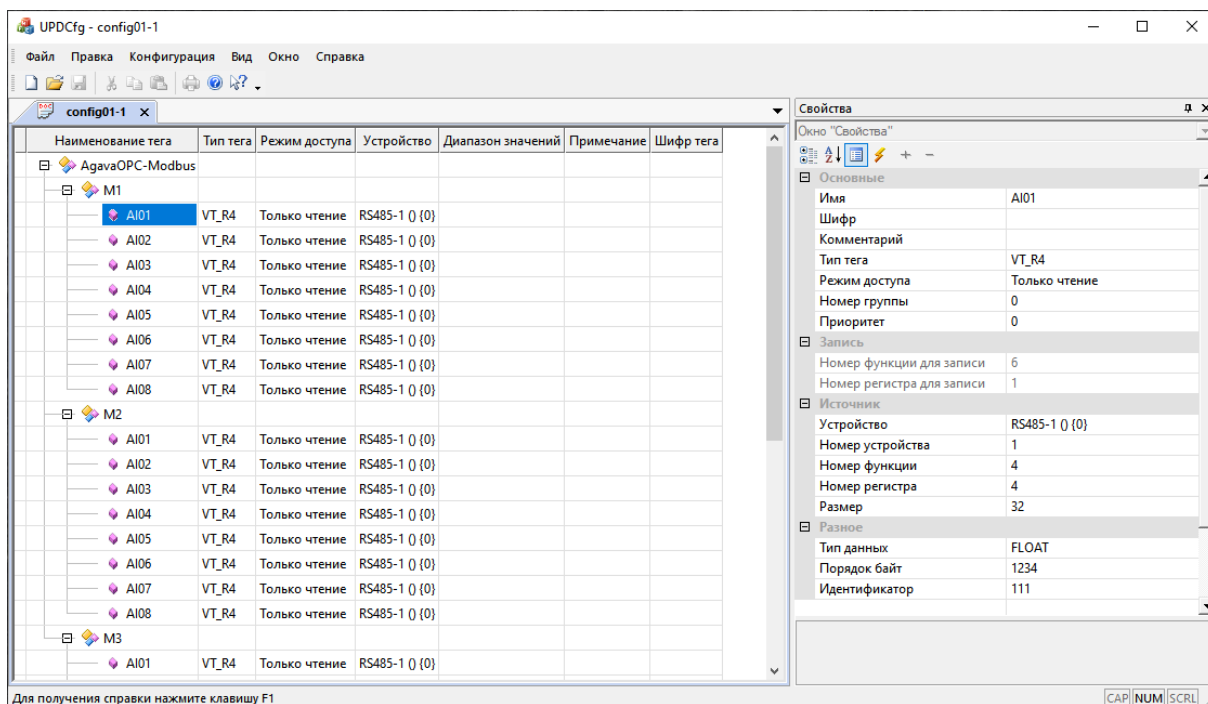 UPDCfg - config01-1
Файл Правка Конфигурация Вид Окно Справка
config01-1
Наименование тега Тип тега Режим доступа Устройство Диапазон значений Примечание Шифр тега
AgavaOPC-Modbus
M1
AI01 VT_R4 Только чтение RS485-1 () {0}
AI02 VT_R4 Только чтение RS485-1 () {0}
AI03 VT_R4 Только чтение RS485-1 () {0}
AI04 VT_R4 Только чтение RS485-1 () {0}
AI05 VT_R4 Только чтение RS485-1 () {0}
AI06 VT_R4 Только чтение RS485-1 () {0}
AI07 VT_R4 Только чтение RS485-1 () {0}
AI08 VT_R4 Только чтение RS485-1 () {0}
M2
AI01 VT_R4 Только чтение RS485-1 () {0}
AI02 VT_R4 Только чтение RS485-1 () {0}
AI03 VT_R4 Только чтение RS485-1 () {0}
AI04 VT_R4 Только чтение RS485-1 () {0}
AI05 VT_R4 Только чтение RS485-1 () {0}
AI06 VT_R4 Только чтение RS485-1 () {0}
AI07 VT_R4 Только чтение RS485-1 () {0}
AI08 VT_R4 Только чтение RS485-1 () {0}
M3
AI01 VT_R4 Только чтение RS485-1 () {0}
Свойства
Окно "Свойства"
Основные
Имя AI01
Шифр
Комментарий
Тип тега VT_R4
Режим доступа Только чтение
Номер группы 0
Приоритет 0
Запись
Номер функции для записи 6
Номер регистра для записи 1
Источник
Устройство RS485-1 () {0}
Номер устройства 1
Номер функции 4
Номер регистра 4
Размер 32
Разное
Тип данных FLOAT
Порядок байт 1234
Идентификатор 111
Для получения справки нажмите клавишу F1
CAP NUM SCRL